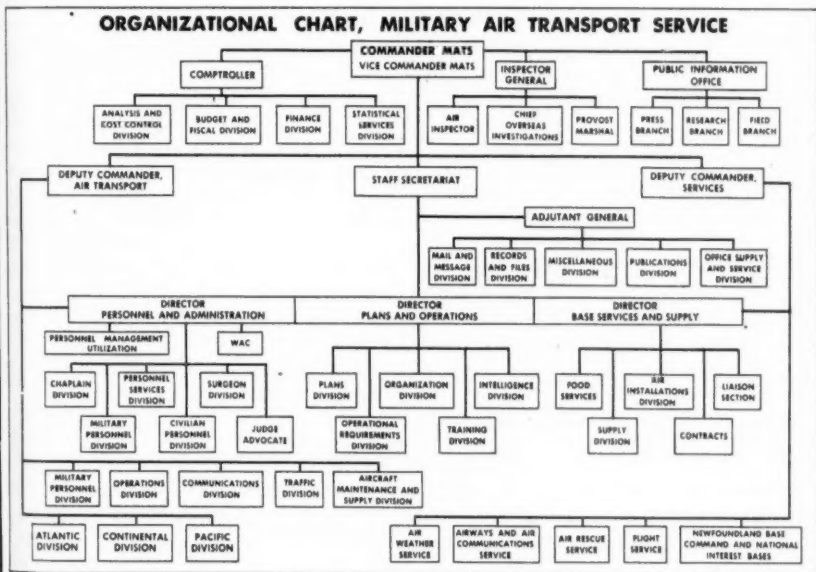 ORGANIZATIONAL CHART, MILITARY AIR TRANSPORT SERVICE
COMMANDER MATS
VICE COMMANDER MATS
COMPTROLLER
INSPECTOR
GENERAL
PUBLIC INFORMATION
OFFICE
ANALYSIS AND
COST CONTROL
DIVISION
BUDGET AND
FISCAL DIVISION
FINANCE
DIVISION
STATISTICAL
SERVICES
DIVISION
AIR
INSPECTOR
CHIEF
OVERSEAS
INVESTIGATIONS
PROVOST
MARSHAL
PRESS
BRANCH
RESEARCH
BRANCH
FIELD
BRANCH
DEPUTY COMMANDER,
AIR TRANSPORT
STAFF SECRETARIAT
DEPUTY COMMANDER,
SERVICES
ADJUTANT GENERAL
MAIL AND
MESSAGE
DIVISION
RECORDS
AND FILES
DIVISION
MISCELLANEOUS
DIVISION
PUBLICATIONS
DIVISION
OFFICE SUPPLY
AND SERVICE
DIVISION
DIRECTOR
PERSONNEL AND ADMINISTRATION
DIRECTOR
PLANS AND OPERATIONS
DIRECTOR
BASE SERVICES AND SUPPLY
PERSONNEL MANAGEMENT
UTILIZATION
WAC
CHAPLAIN
DIVISION
PERSONNEL
SERVICES
DIVISION
SURGEON
DIVISION
MILITARY
PERSONNEL
DIVISION
CIVILIAN
PERSONNEL
DIVISION
JUDGE
ADVOCATE
PLANS
DIVISION
ORGANIZATION
DIVISION
INTELLIGENCE
DIVISION
OPERATIONAL
REQUIREMENTS
DIVISION
TRAINING
DIVISION
FOOD
SERVICES
AIR
INSTALLATIONS
DIVISION
LIAISON
SECTION
SUPPLY
DIVISION
CONTRACTS
MILITARY
PERSONNEL
DIVISION
OPERATIONS
DIVISION
COMMUNICATIONS
DIVISION
TRAFFIC
DIVISION
AIRCRAFT
MAINTENANCE AND
SUPPLY DIVISION
ATLANTIC
DIVISION
CONTINENTAL
DIVISION
PACIFIC
DIVISION
AIR
WEATHER
SERVICE
AIRWAYS AND AIR
COMMUNICATIONS
SERVICE
AIR RESCUE
SERVICE
FLIGHT
SERVICE
NEWFOUNDLAND BASE
COMMAND AND NATIONAL
INTEREST BASES